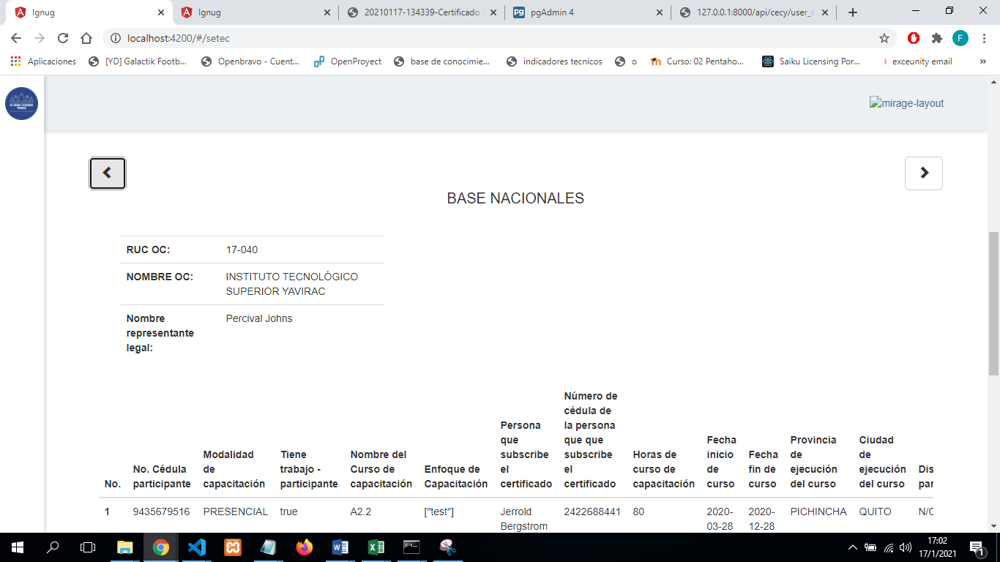 Ignug
Ignug
20210117-134339-Certificado
pgAdmin 4
127.0.0.1:8000/api/cecy/user_c
localhost:4200/#/setec
F
Aplicaciones
[YD] Galactik Footb...
Openbravo - Cuent...
OpenProyect
base de conocimie...
indicadores tecnicos
o
Curso: 02 Pentaho...
Saiku Licensing Por...
exceunity email
»
mirage-layout
BASE NACIONALES
RUC OC: 17-040
NOMBRE OC: INSTITUTO TECNOLÓGICO
SUPERIOR YAVIRAC
Nombre Percival Johns
representante
legal:
Número de
cédula de
Persona la persona
que que que Fecha Provincia Ciudad
Modalidad Tiene Nombre del subscribe subscribe Horas de inicio Fecha de de
No. Cédula de trabajo - Curso de Enfoque de el el curso de de fin de ejecución ejecución Dis
No. participante capacitación participante capacitación Capacitación certificado certificado capacitación curso curso del curso del curso par
1 9435679516 PRESENCIAL true A2.2 ["test"] Jerrold 2422688441 80 2020- 2020- PICHINCHA QUITO N/C
Bergstrom 03-28 12-28
17:02
17/1/2021
1